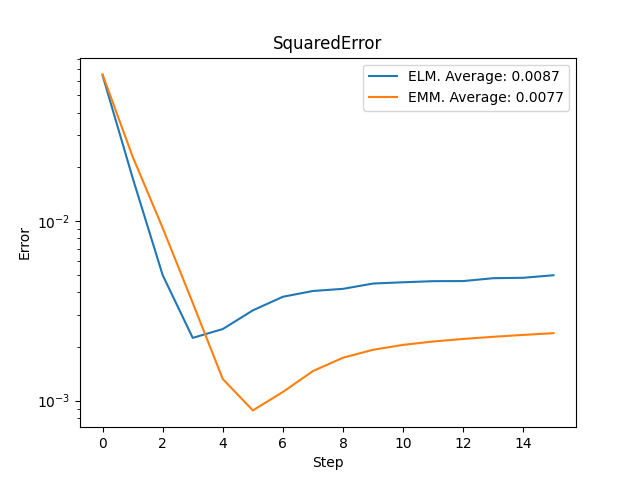 SquaredError
ELM. Average: 0.0087
EMM. Average: 0.0077
Error
10⁻²
10⁻³
0 2 4 6 8 10 12 14
Step